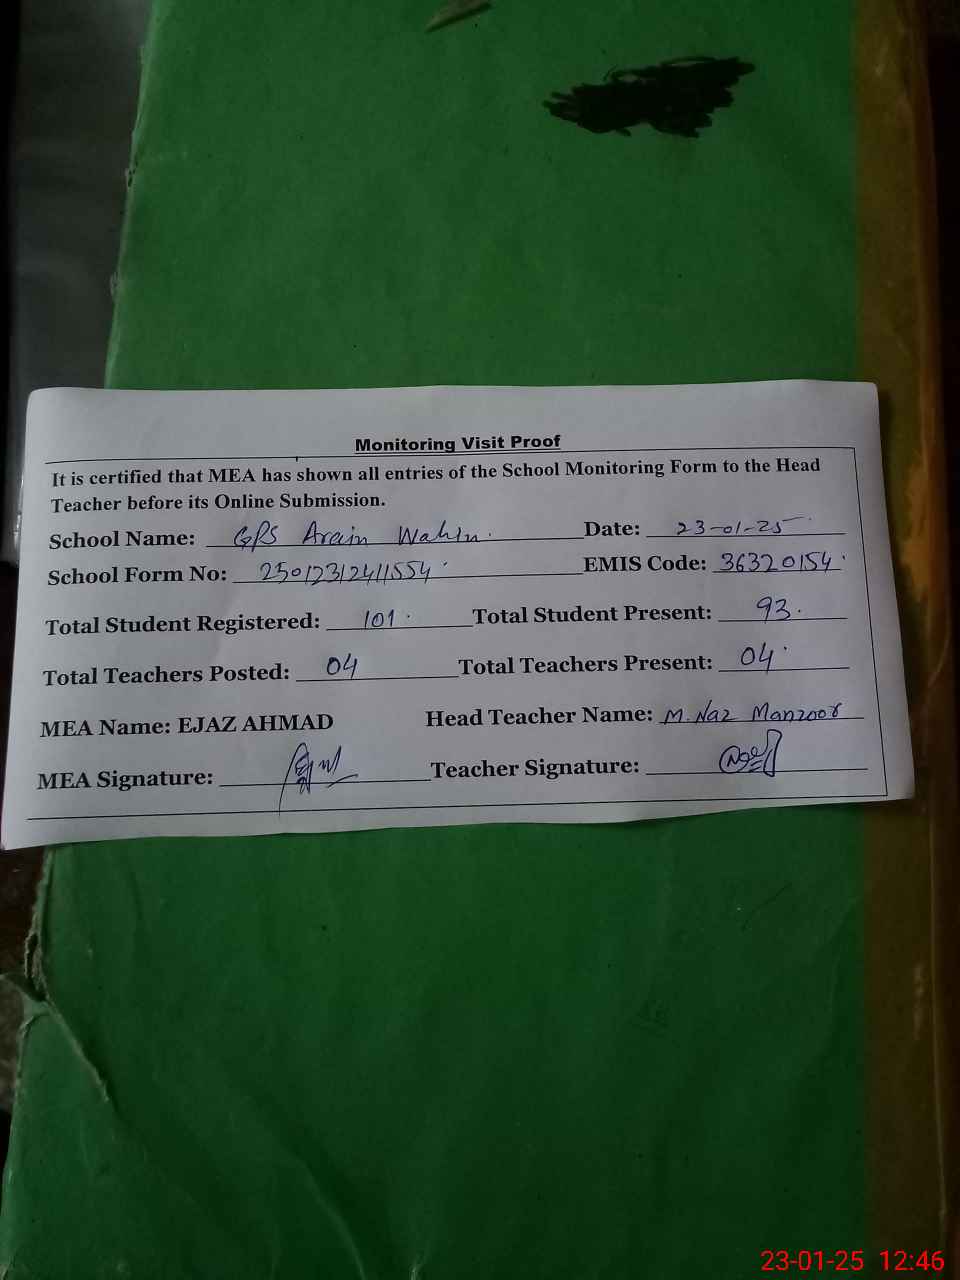 Monitoring Visit Proof
It is certified that MEA has shown all entries of the School Monitoring Form to the Head
Teacher before its Online Submission.
School Name: GPS Arain Wahin Date: 23-01-25
School Form No: 25012312411554 EMIS Code: 36320154
Total Student Registered: 101 Total Student Present: 93
Total Teachers Posted: 04 Total Teachers Present: 04
MEA Name: EJAZ AHMAD Head Teacher Name: M. Naz Manzoor
MEA Signature: Teacher Signature:
23-01-25 12:46